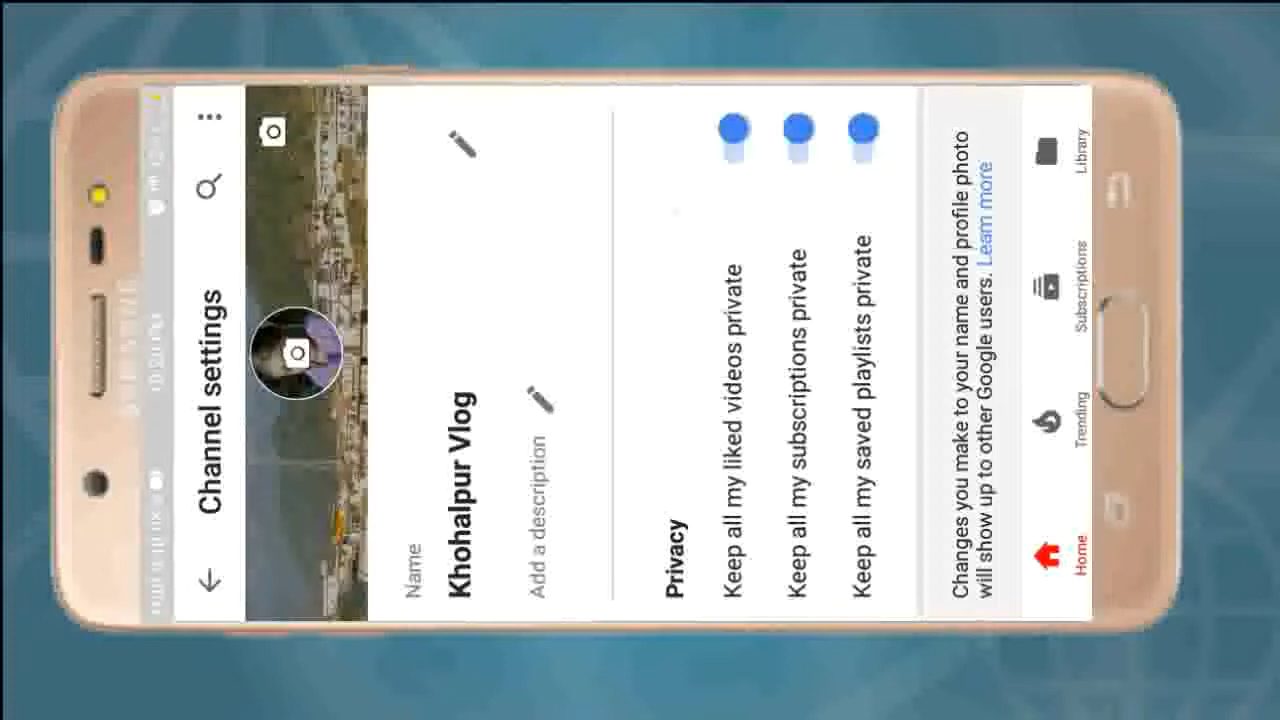 Channel settings
Name
Khohalpur Vlog
Add a description
Privacy
Keep all my liked videos private
Keep all my subscriptions private
Keep all my saved playlists private
Changes you make to your name and profile photo
will show up to other Google users. Learn more
Home
Trending
Subscriptions
Library